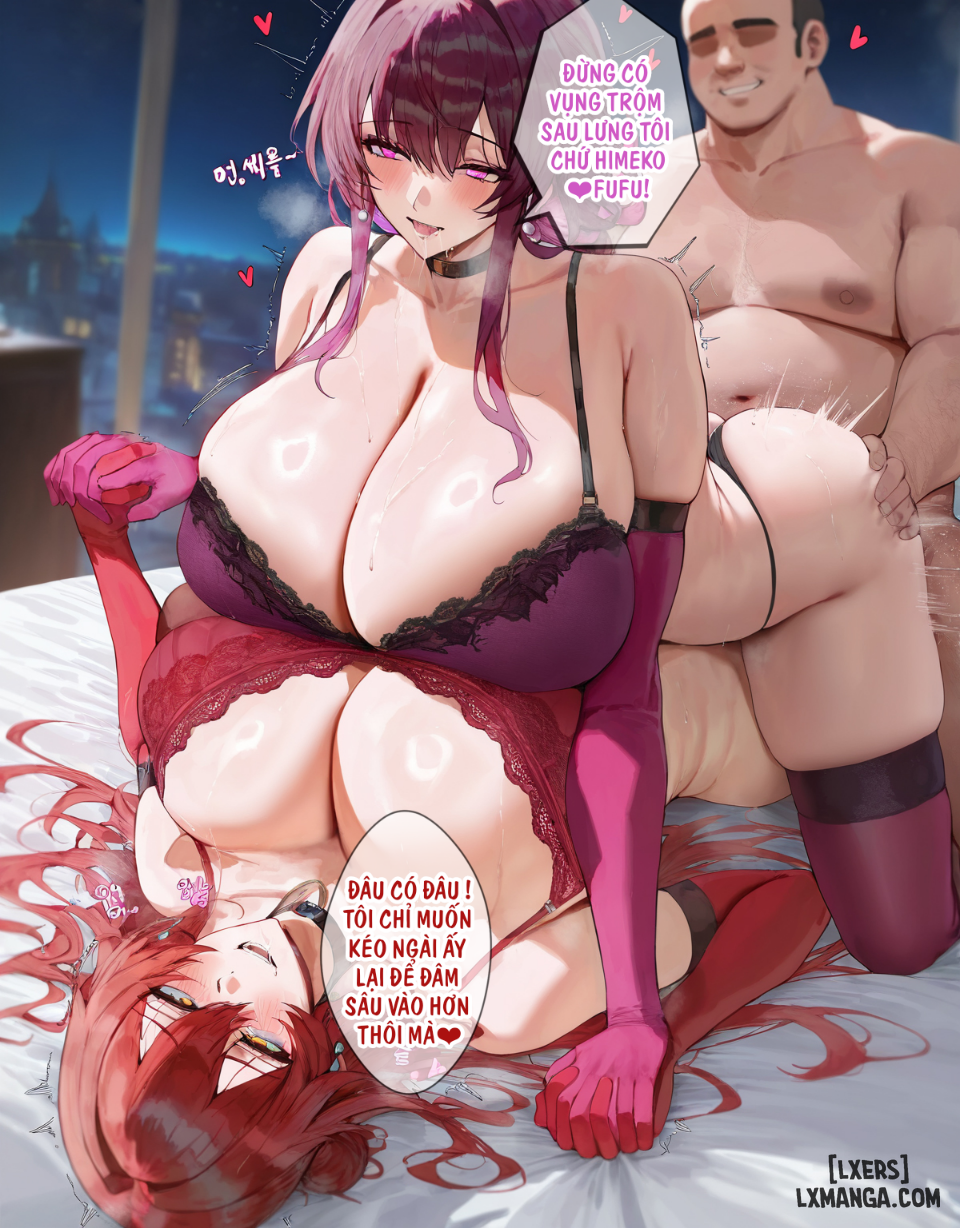 ĐỪNG CÓ
VỤNG TRỘM
SAU LƯNG TÔI
CHỨ HIMEKO
❤FUFU!
ĐÂU CÓ ĐÂU !
TÔI CHỈ MUỐN
KÉO NGÀI ẤY
LẠI ĐỂ ĐÂM
SÂU VÀO HƠN
THÔI MÀ❤
[LXERS]
LXMANGA.COM